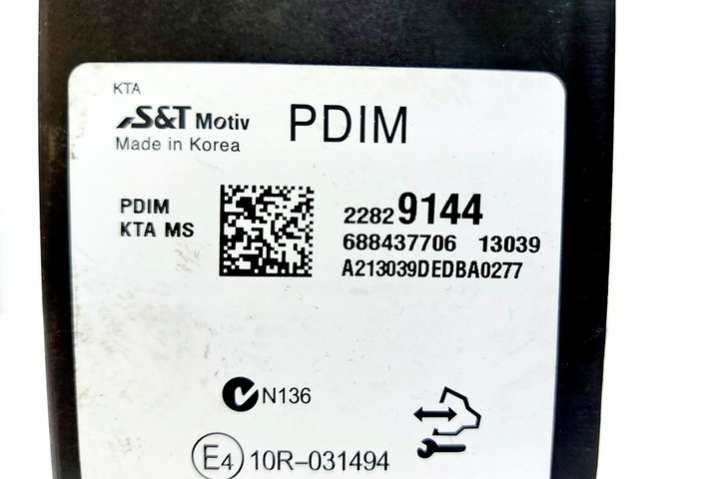 KTA
S&T Motiv PDIM
Made in Korea
PDIM
KTA MS
2282 9144
688437706 13039
A213039DEDBA0277
N136
E4 10R-031494